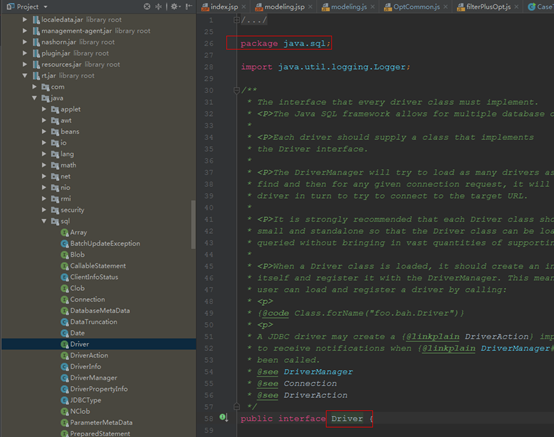 Project
index.jsp
modeling.jsp
modeling.js
OptCommon.js
filterPlusOpt.js
localedata.jar library root
management-agent.jar library root
nashorn.jar library root
plugin.jar library root
resources.jar library root
rt.jar library root
com
java
applet
awt
beans
io
lang
math
net
nio
rmi
security
sql
Array
BatchUpdateException
Blob
CallableStatement
ClientInfoStatus
Clob
Connection
DatabaseMetaData
DataTruncation
Date
Driver
DriverAction
DriverInfo
DriverManager
DriverPropertyInfo
JDBCType
NClob
ParameterMetaData
PreparedStatement
1 /.../
25
26 package java.sql;
27
28 import java.util.logging.Logger;
29
30 /**
31 * The interface that every driver class must implement.
32 * <P>The Java SQL framework allows for multiple database
33 *
34 * <P>Each driver should supply a class that implements
35 * the Driver interface.
36 *
37 * <P>The DriverManager will try to load as many drivers as
38 * find and then for any given connection request, it will
39 * driver in turn to try to connect to the target URL.
40 *
41 * <P>It is strongly recommended that each Driver class
42 * small and standalone so that the Driver class can be
43 * queried without bringing in vast quantities of
44 *
45 * <P>When a Driver class is loaded, it should create an
46 * itself and register it with the DriverManager. This
47 * user can load and register a driver by calling:
48 * <p>
49 * {@code Class.forName("foo.bah.Driver")}
50 * <p>
51 * A JDBC driver may create a {@linkplain DriverAction}
52 * to receive notifications when {@linkplain
53 * been called.
54 * @see DriverManager
55 * @see Connection
56 * @see DriverAction
57 */
58 public interface Driver {
59